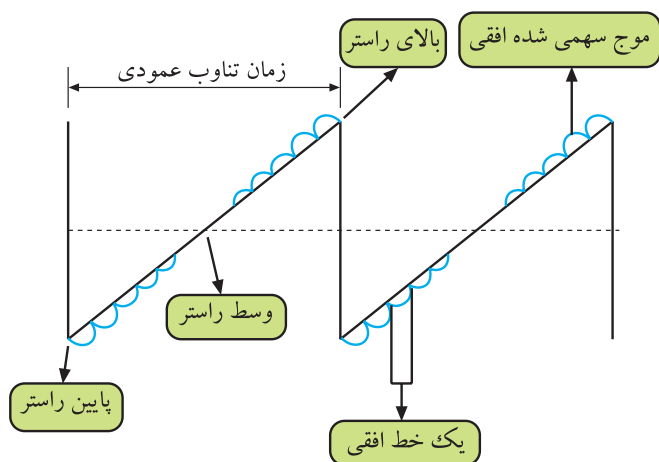 موج سهمی شده افقی
بالای راستر
زمان تناوب عمودی
وسط راستر
پایین راستر
یک خط افقی